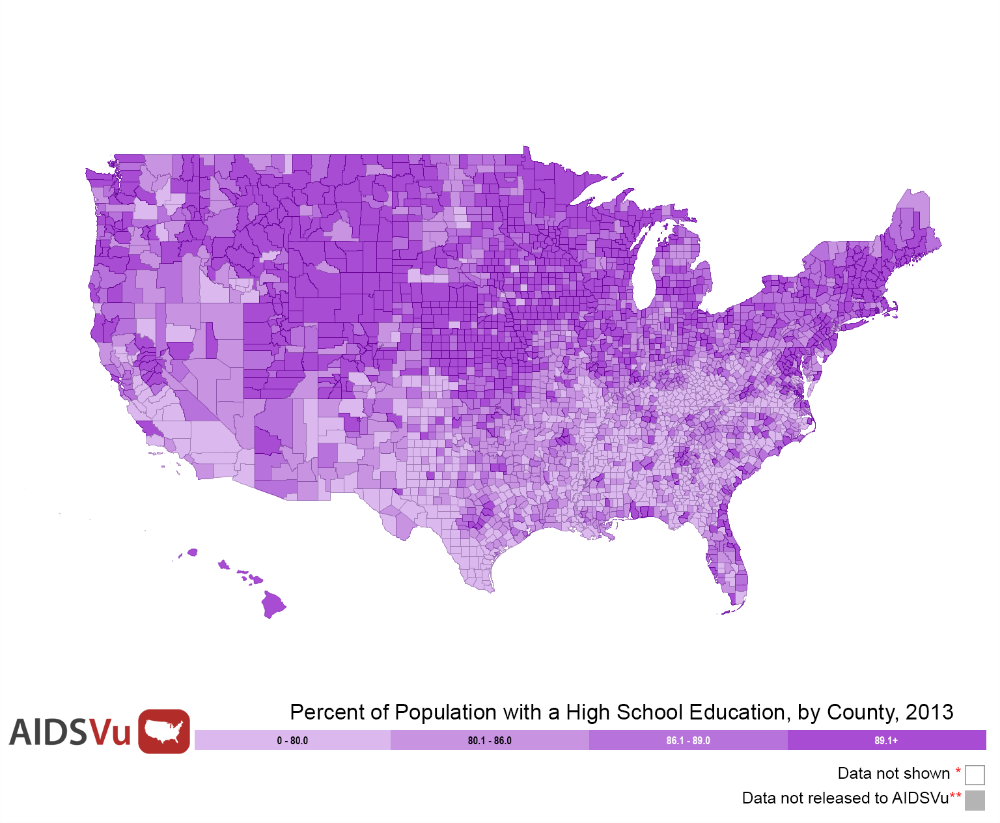 Percent of Population with a High School Education, by County, 2013
AIDSVu
0 - 80.0 80.1 - 86.0 86.1 - 89.0 89.1+
Data not shown *
Data not released to AIDSVu**